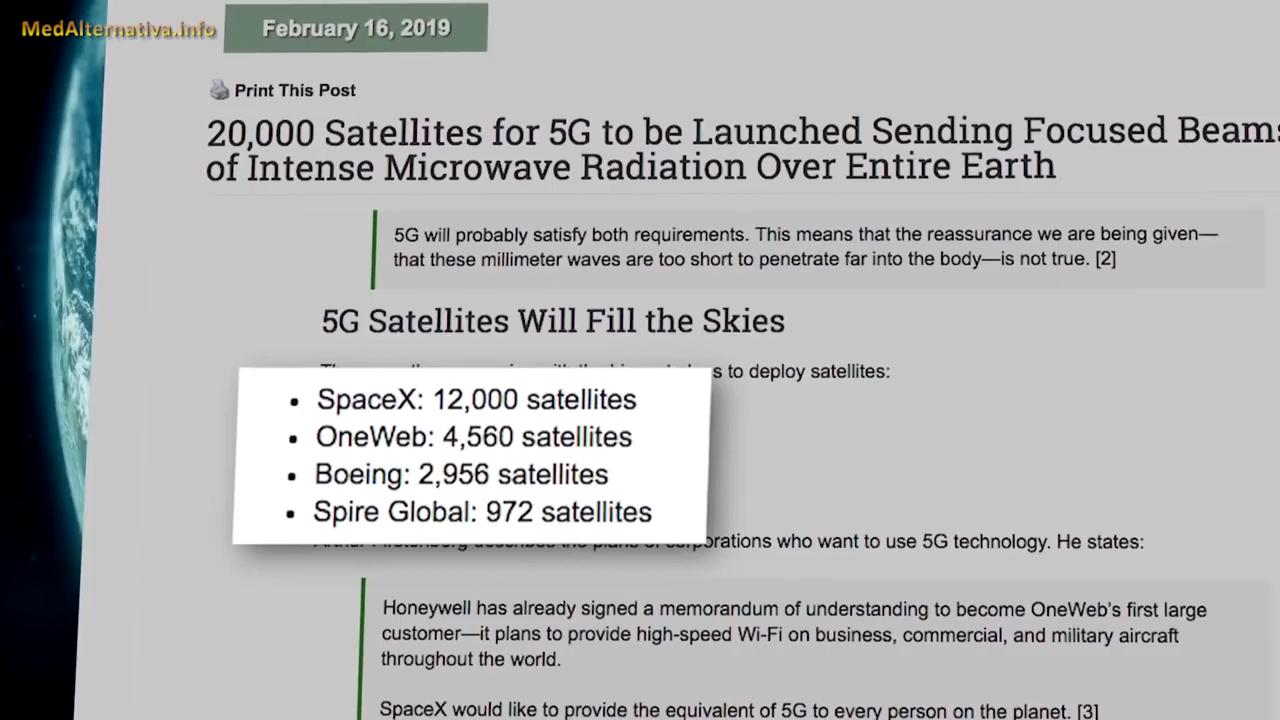 MedAlternativa.info
February 16, 2019
Print This Post
20,000 Satellites for 5G to be Launched Sending Focused Beams
of Intense Microwave Radiation Over Entire Earth
5G will probably satisfy both requirements. This means that the reassurance we are being given—
that these millimeter waves are too short to penetrate far into the body—is not true. [2]
5G Satellites Will Fill the Skies
to deploy satellites:
• SpaceX: 12,000 satellites
• OneWeb: 4,560 satellites
• Boeing: 2,956 satellites
• Spire Global: 972 satellites
corporations who want to use 5G technology. He states:
Honeywell has already signed a memorandum of understanding to become OneWeb's first large
customer—it plans to provide high-speed Wi-Fi on business, commercial, and military aircraft
throughout the world.
SpaceX would like to provide the equivalent of 5G to every person on the planet. [3]